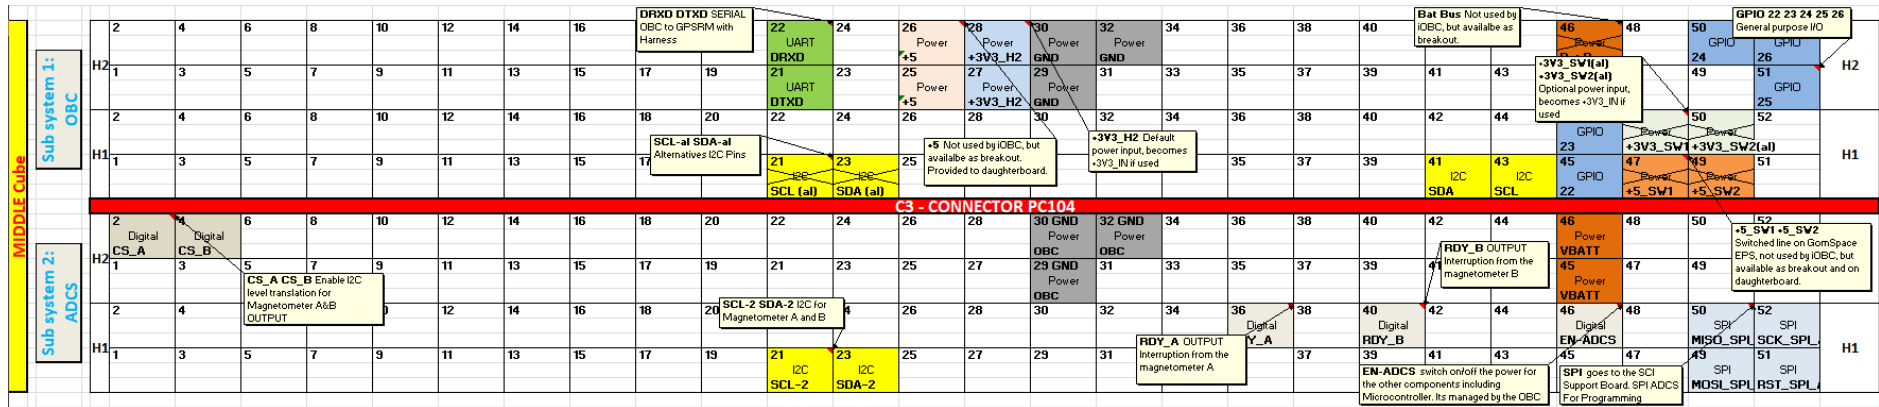 MIDDLE Cube
Sub system 1:
OBC
Sub system 2:
ADCS
DRXD DTXD SERIAL
OBC to GPSRM with
Harness
Bat Bus Not used by
iOBC, but availalbe as
breakout.
GPIO 22 23 24 25 26
General purpose I/O
H2
2 4 6 8 10 12 14 16 18 22 24 26 28 30 32 34 36 38 40 46 48 50
UART Power Power Power Power Power GPIO GPIO
DRXD +5 +3V3_H2 GND GND 24 26
1 3 5 7 9 11 13 15 17 19 21 23 25 27 29 31 33 35 37 39 41 43 49 51
UART Power Power Power GPIO
DTXD +5 +3V3_H2 GND 25
H2
+3V3_SW1(al)
+3V3_SW2(al)
Optional power input,
becomes +3V3_IN if
used
H1
2 4 6 8 10 12 14 16 18 20 22 24 26 28 30 32 34 36 38 40 42 44 50 52
GPIO Power Power
23 +3V3_SW1 +3V3_SW2(al)
SCL-al SDA-al
Alternatives I2C Pins
+5 Not used by iOBC, but
availalbe as breakout.
Provided to daughterboard.
+3V3_H2 Default
power input, becomes
+3V3_IN if used
1 3 5 7 9 11 13 15 17 21 23 25 35 37 39 41 43 45 47 49 51
I2C I2C I2C I2C GPIO Power Power
SCL (al) SDA (al) SDA SCL 22 +5_SW1 +5_SW2
H1
C3 - CONNECTOR PC104
H2
2 4 6 8 10 12 14 16 18 20 22 24 26 28 30 GND 32 GND 34 36 38 40 42 44 46 48 50 52
Digital Digital Power Power Power
CS_A CS_B OBC OBC VBATT
1 3 5 7 9 11 13 15 17 19 21 23 25 27 29 GND 31 33 35 37 39 41 45 47 49
Power Power
OBC VBATT
H2
CS_A CS_B Enable I2C
level translation for
Magnetometer A&B
OUTPUT
SCL-2 SDA-2 I2C for
Magnetometer A and B
RDY_B OUTPUT
Interruption from the
magnetometer B
+5_SW1 +5_SW2
Switched line on GomSpace
EPS, not used by iOBC, but
available as breakout and on
daughterboard.
H1
2 4 10 12 14 16 18 20 26 28 30 32 34 36 38 40 42 44 46 48 50 52
Digital Digital Digital SPI SPI
RDY_B EN-ADCS MISO_SPI_ SCK_SPI_
1 3 5 7 9 11 13 15 17 19 21 23 25 27 29 31 37 39 41 43 45 47 49 51
I2C I2C SPI SPI
SCL-2 SDA-2 MOSI_SPI_ RST_SPI_
H1
RDY_A OUTPUT
Interruption from the
magnetometer A
EN-ADCS switch on/off the power for
the other components including
Microcontroller. Its managed by the OBC
SPI goes to the SCI
Support Board. SPI ADCS
For Programming